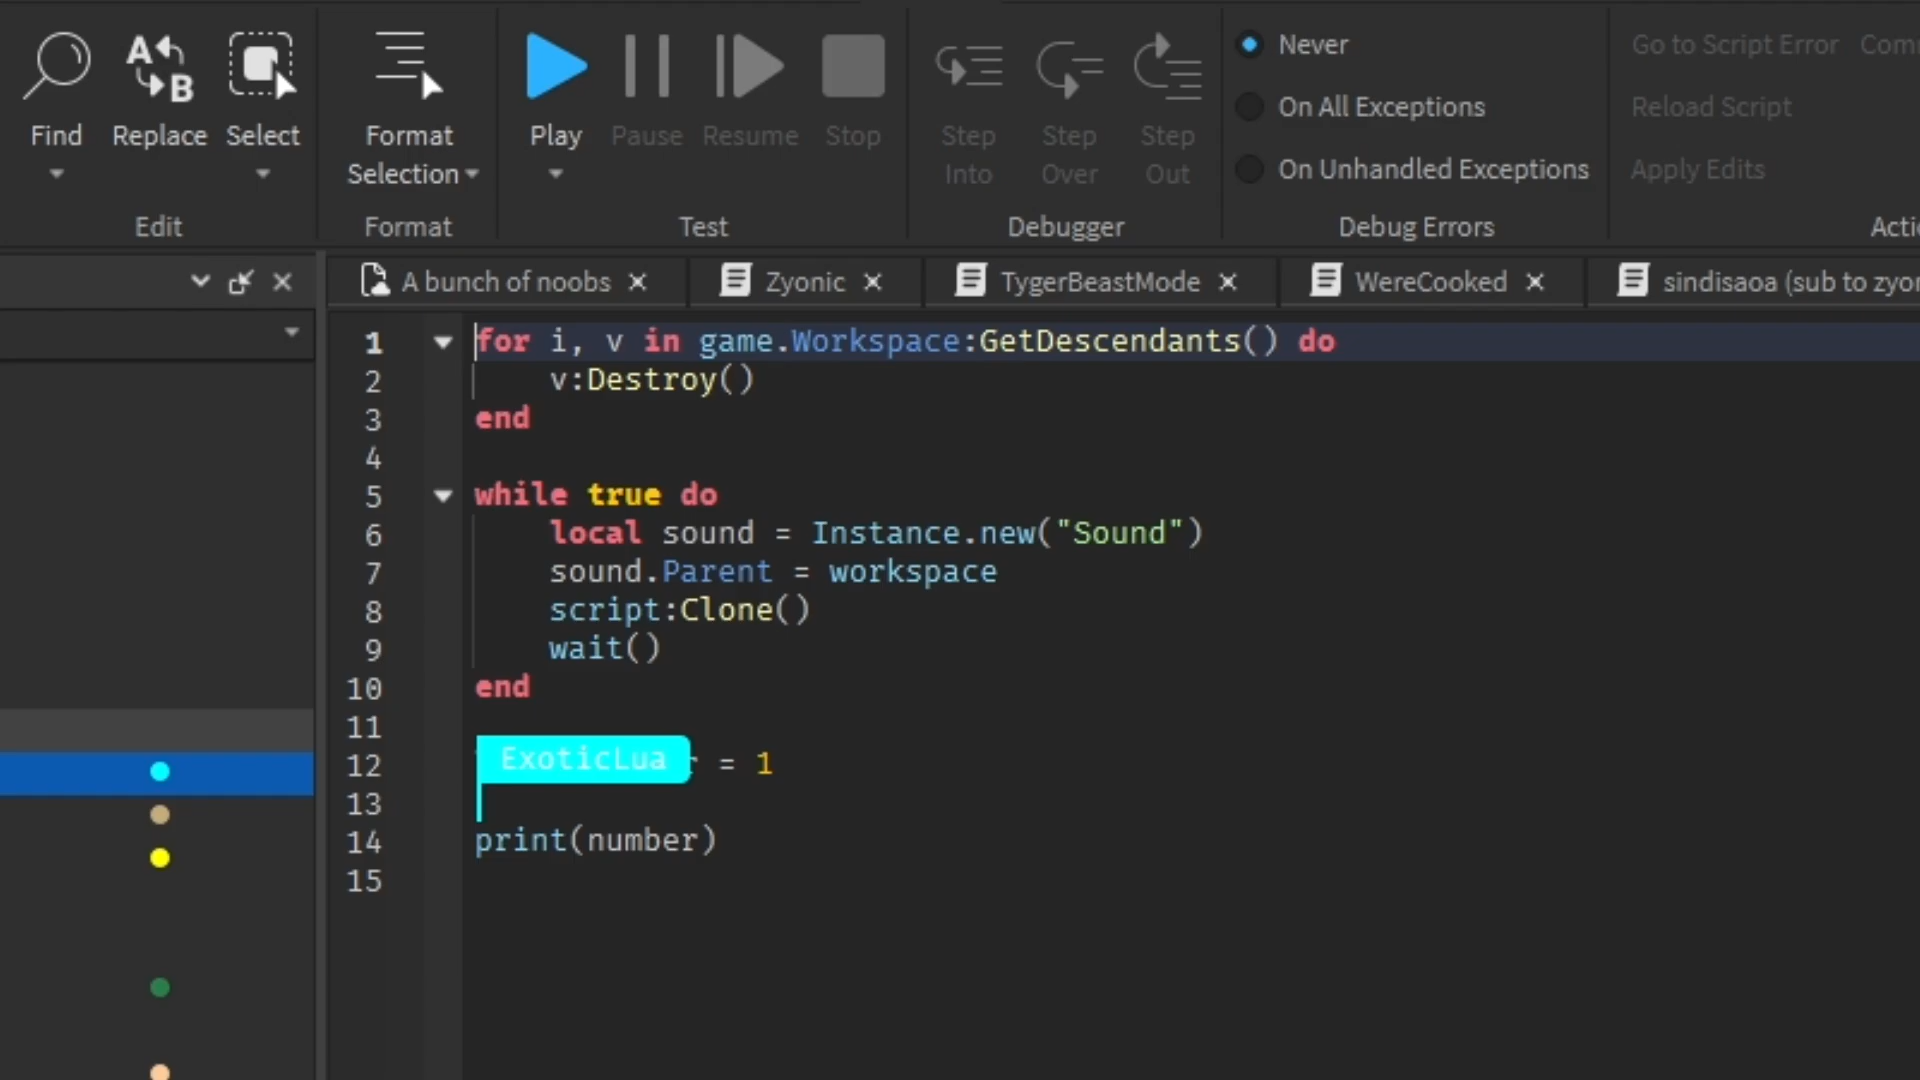 Find
Replace
Select
Edit
Format
Selection
Format
Play
Pause
Resume
Stop
Test
Step
Into
Step
Over
Step
Out
Debugger
Never
On All Exceptions
On Unhandled Exceptions
Debug Errors
Go to Script Error
Reload Script
Apply Edits
A bunch of noobs
Zyonic
TygerBeastMode
WereCooked
sindisaoa (sub to zyon
1 for i, v in game.Workspace:GetDescendants() do
2 v:Destroy()
3 end
4
5 while true do
6 local sound = Instance.new("Sound")
7 sound.Parent = workspace
8 script:Clone()
9 wait()
10 end
11
12 ExoticLua = 1
13
14 print(number)
15